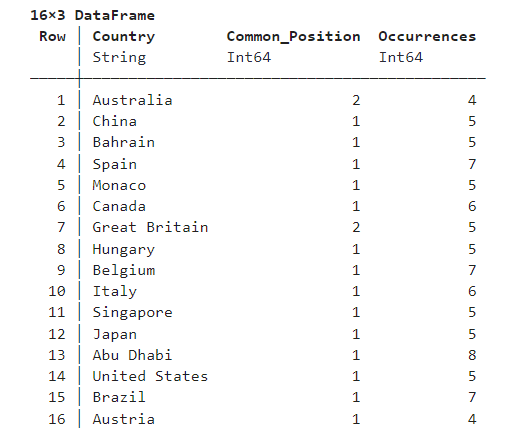 16×3 DataFrame
Row │ Country Common_Position Occurrences
│ String Int64 Int64
1 │ Australia 2 4
2 │ China 1 5
3 │ Bahrain 1 5
4 │ Spain 1 7
5 │ Monaco 1 5
6 │ Canada 1 6
7 │ Great Britain 2 5
8 │ Hungary 1 5
9 │ Belgium 1 7
10 │ Italy 1 6
11 │ Singapore 1 5
12 │ Japan 1 5
13 │ Abu Dhabi 1 8
14 │ United States 1 5
15 │ Brazil 1 7
16 │ Austria 1 4